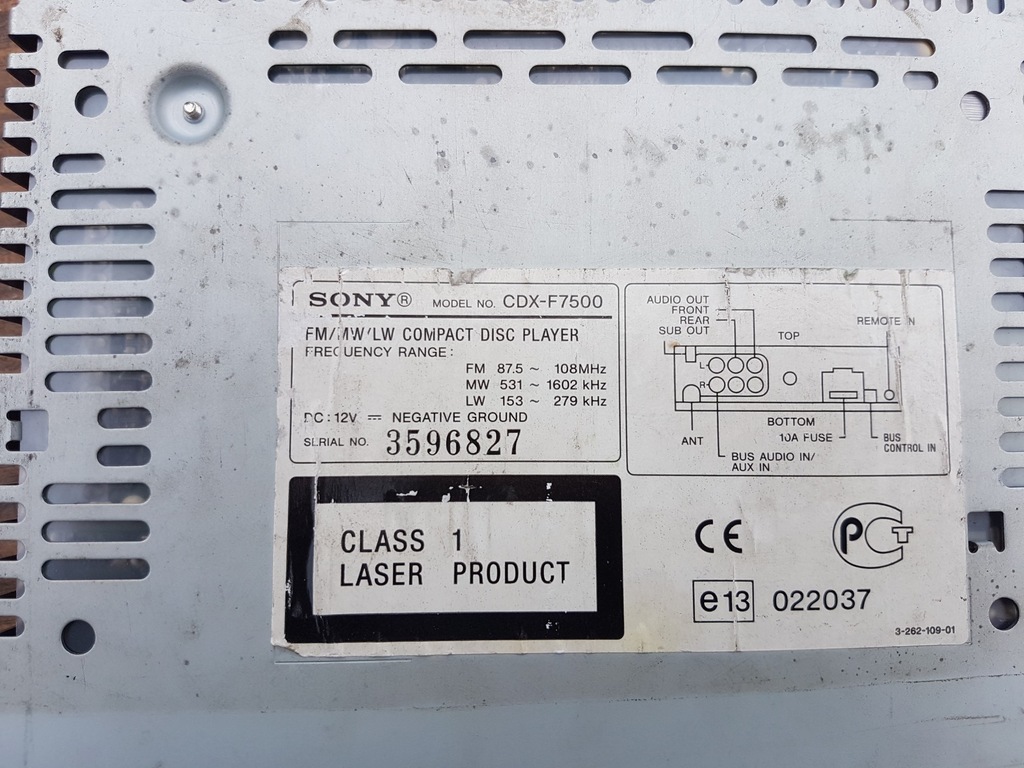 SONY® MODEL NO. CDX-F7500
FM/MW/LW COMPACT DISC PLAYER
FREQUENCY RANGE:
FM 87.5 ~ 108MHz
MW 531 ~ 1602 kHz
LW 153 ~ 279 kHz
DC:12V ⎓ NEGATIVE GROUND
SERIAL NO. 3596827
AUDIO OUT
FRONT
REAR
SUB OUT
TOP
REMOTE IN
L
R
ANT
BOTTOM
10A FUSE
BUS AUDIO IN/
AUX IN
BUS
CONTROL IN
CLASS 1
LASER PRODUCT
CE
PCT
e13 022037
3-262-109-01